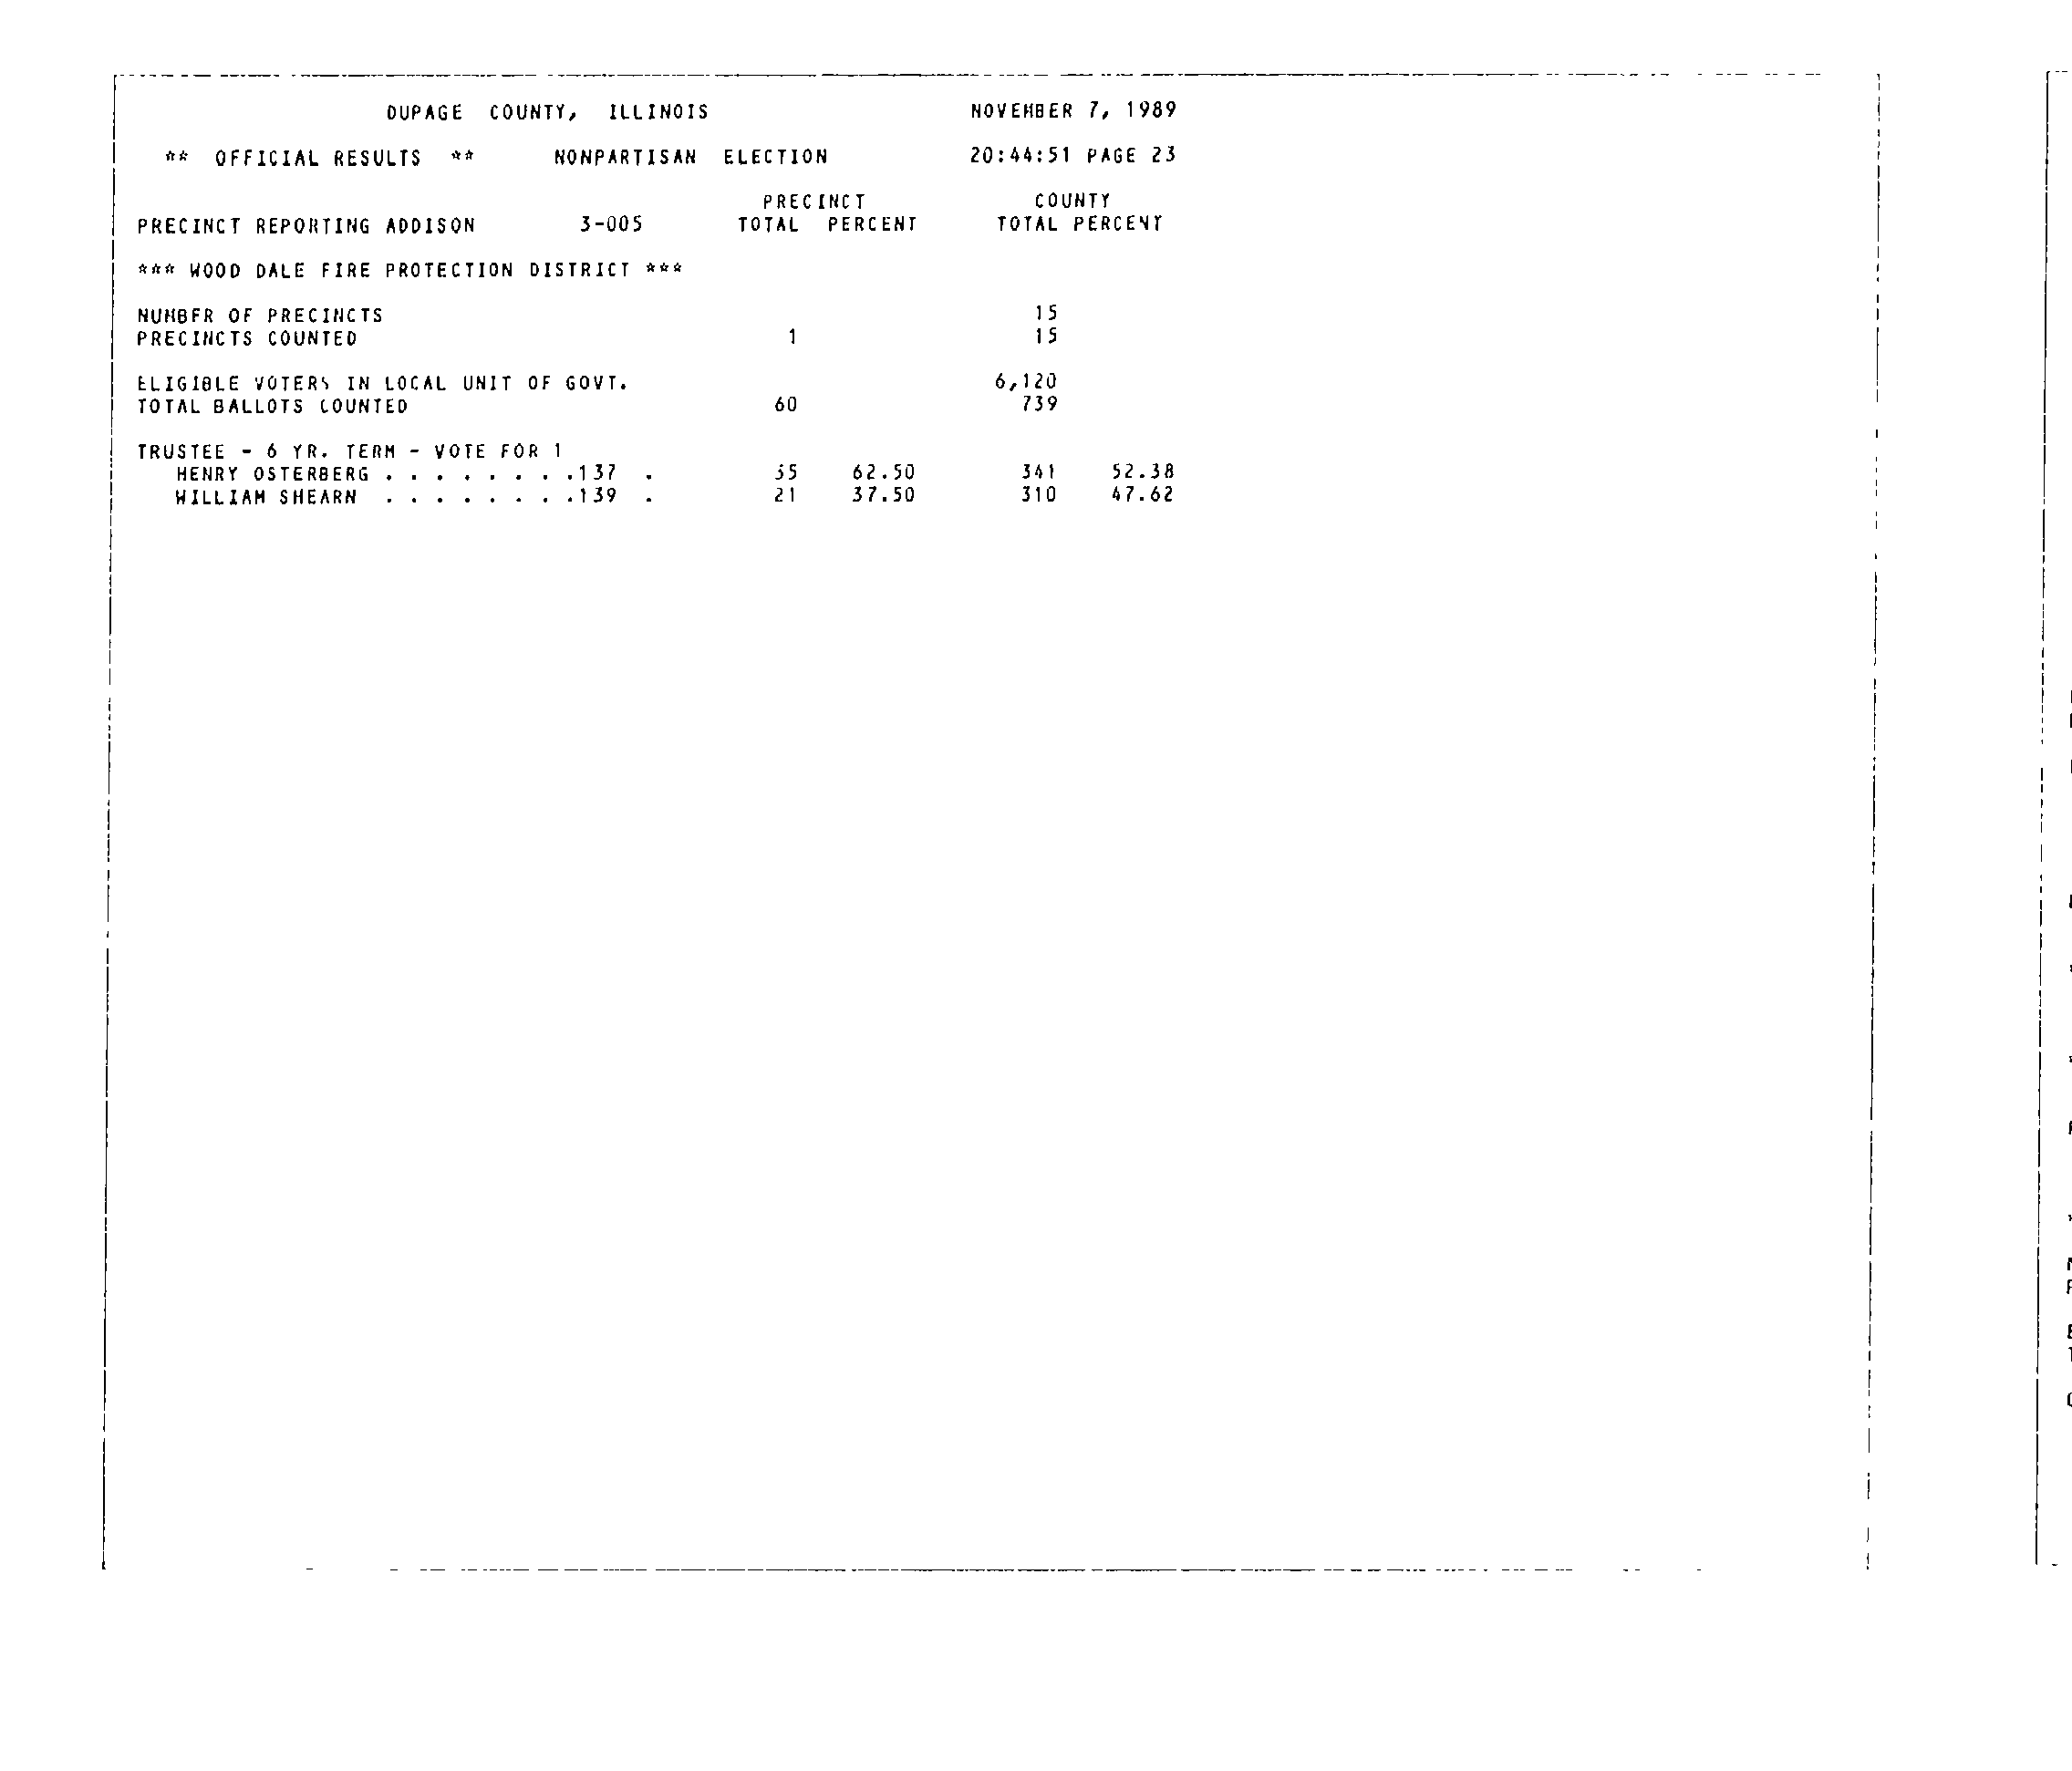 DUPAGE COUNTY, ILLINOIS NOVEMBER 7, 1989
** OFFICIAL RESULTS ** NONPARTISAN ELECTION 20:44:51 PAGE 23
PRECINCT COUNTY
PRECINCT REPORTING ADDISON 3-005 TOTAL PERCENT TOTAL PERCENT
*** WOOD DALE FIRE PROTECTION DISTRICT ***
NUMBER OF PRECINCTS 15
PRECINCTS COUNTED 1 15
ELIGIBLE VOTERS IN LOCAL UNIT OF GOVT. 6,120
TOTAL BALLOTS COUNTED 60 739
TRUSTEE - 6 YR. TERM - VOTE FOR 1
HENRY OSTERBERG . . . . . . . .137 . 35 62.50 341 52.38
WILLIAM SHEARN . . . . . . . .139 . 21 37.50 310 47.62